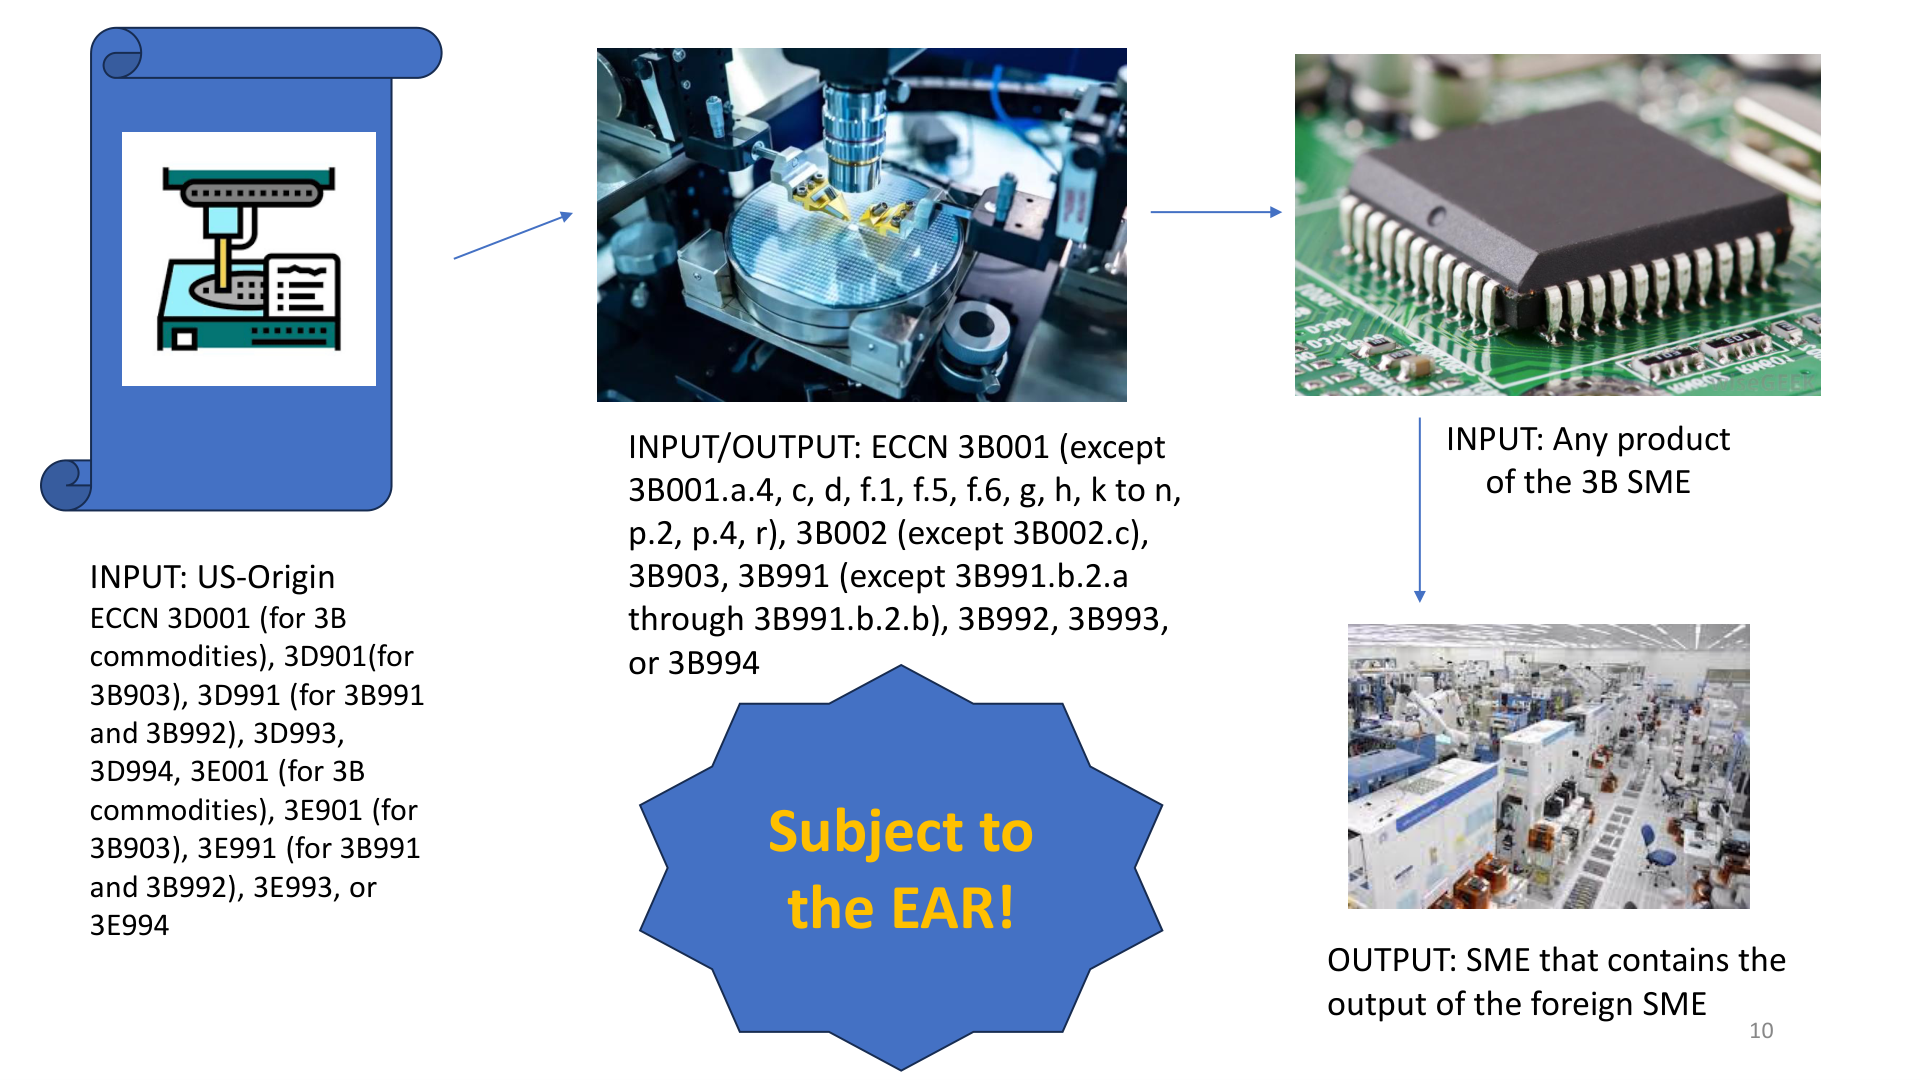 INPUT: US-Origin
ECCN 3D001 (for 3B
commodities), 3D901(for
3B903), 3D991 (for 3B991
and 3B992), 3D993,
3D994, 3E001 (for 3B
commodities), 3E901 (for
3B903), 3E991 (for 3B991
and 3B992), 3E993, or
3E994
INPUT/OUTPUT: ECCN 3B001 (except
3B001.a.4, c, d, f.1, f.5, f.6, g, h, k to n,
p.2, p.4, r), 3B002 (except 3B002.c),
3B903, 3B991 (except 3B991.b.2.a
through 3B991.b.2.b), 3B992, 3B993,
or 3B994
Subject to
the EAR!
INPUT: Any product
of the 3B SME
OUTPUT: SME that contains the
output of the foreign SME
10